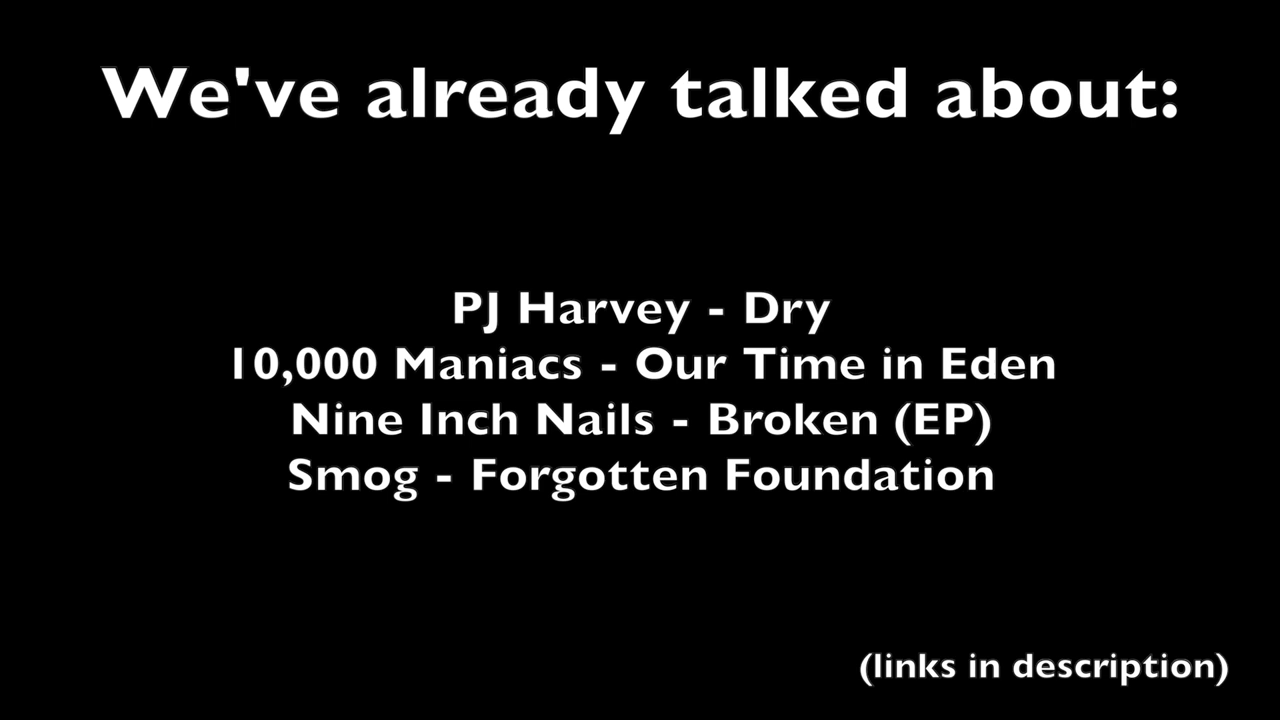 We've already talked about:
PJ Harvey - Dry
10,000 Maniacs - Our Time in Eden
Nine Inch Nails - Broken (EP)
Smog - Forgotten Foundation
(links in description)